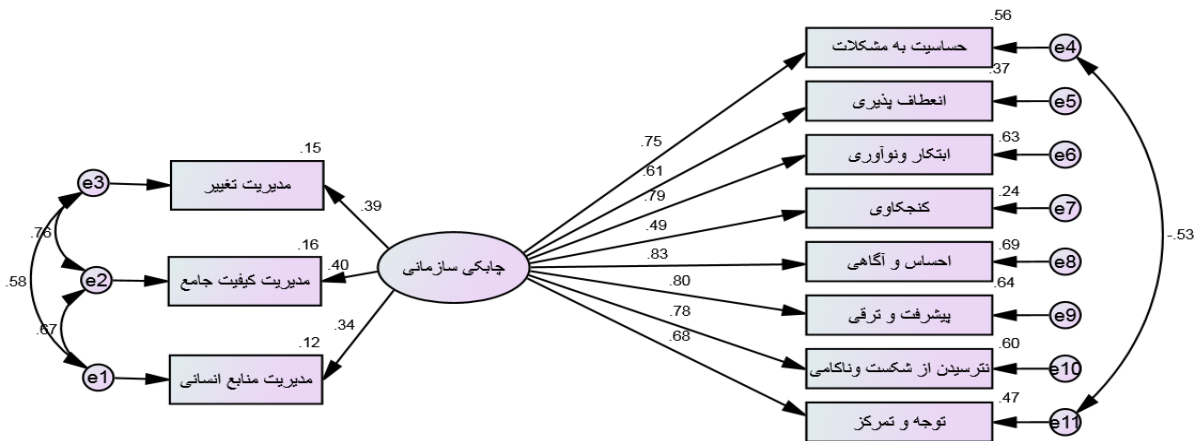 .56
حساسیت به مشکلات
e4
.37
انعطاف پذیری
e5
.75
.61
.63
ابتکار ونوآوری
e6
.79
.15
مدیریت تغییر
e3
.39
.49
.24
کنجکاوی
e7
-.53
.76
.58
.16
مدیریت کیفیت جامع
e2
.40
چابکی سازمانی
.83
.69
احساس و آگاهی
e8
.80
.64
پیشرفت و ترقی
e9
.67
.34
.78
.68
.12
مدیریت منابع انسانی
e1
.60
نترسیدن از شکست وناکامی
e10
.47
توجه و تمرکز
e11